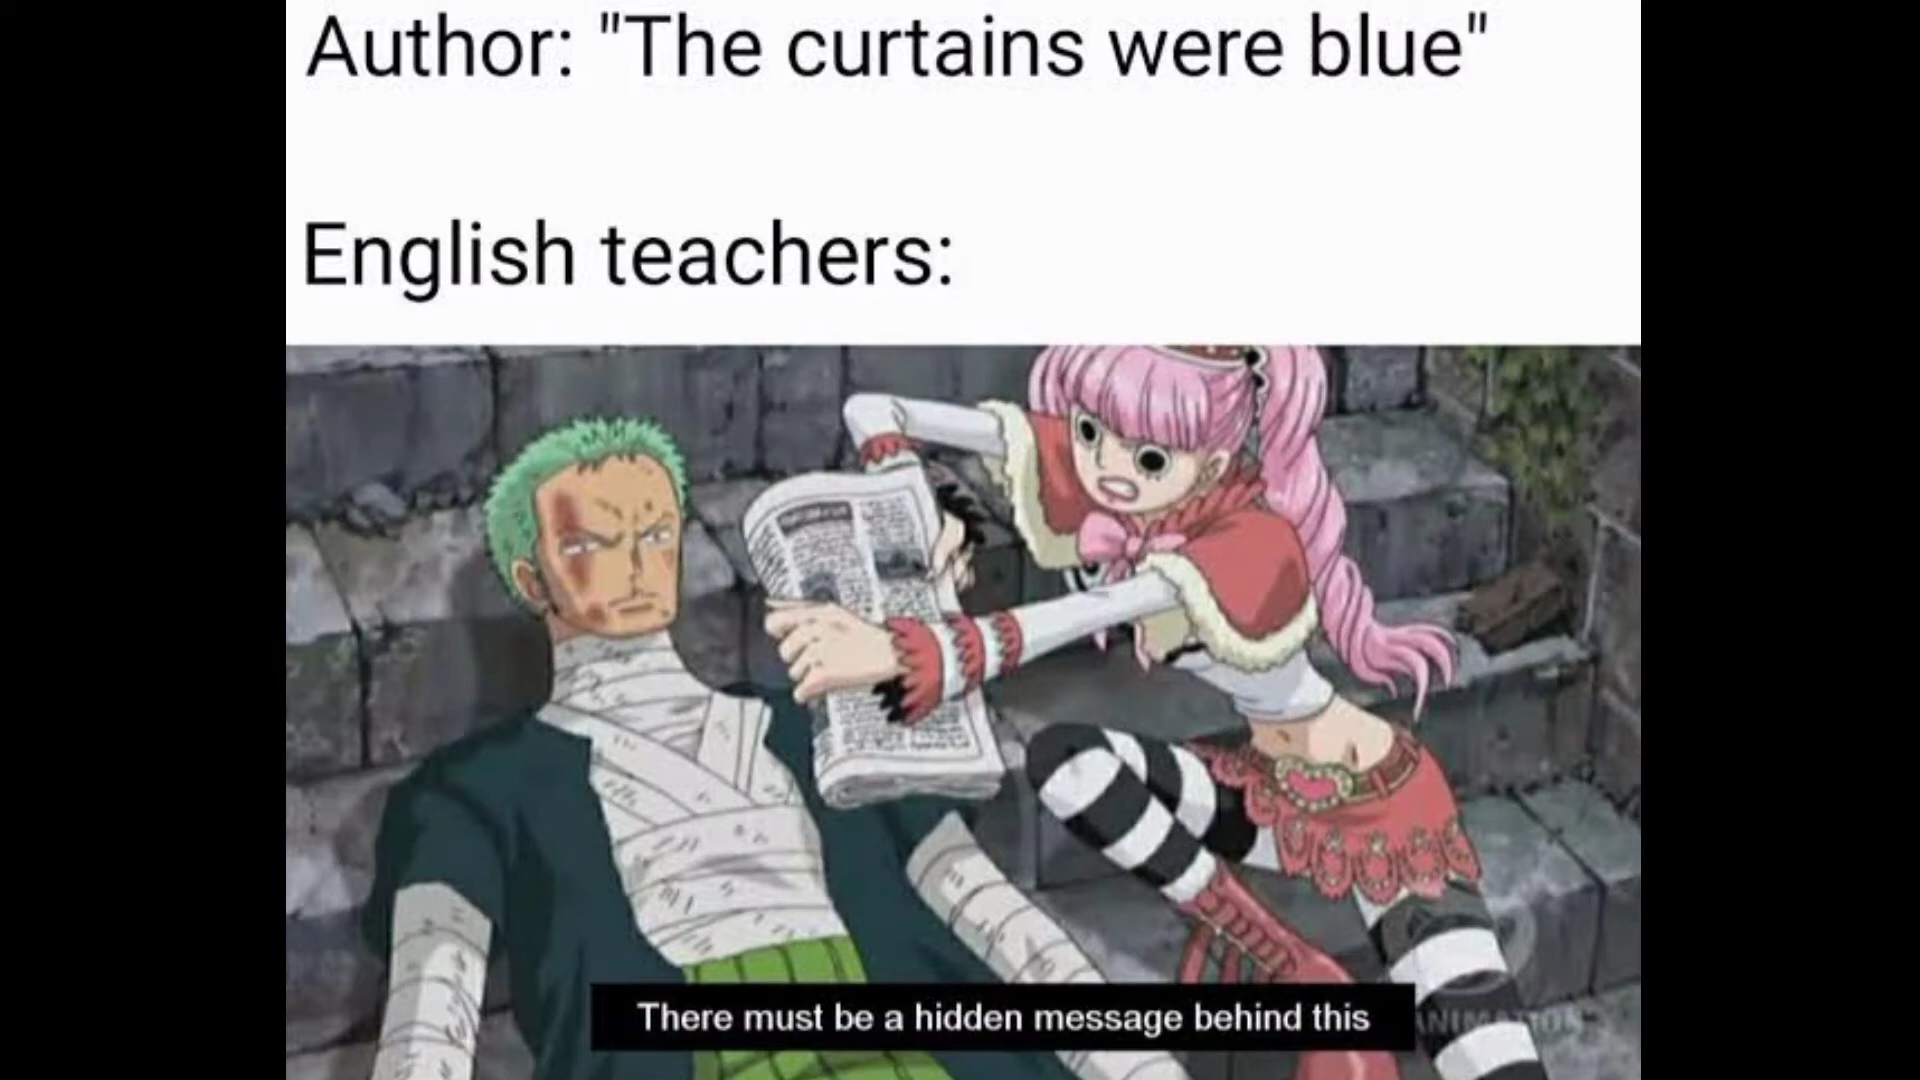 Author: "The curtains were blue"
English teachers:
There must be a hidden message behind this